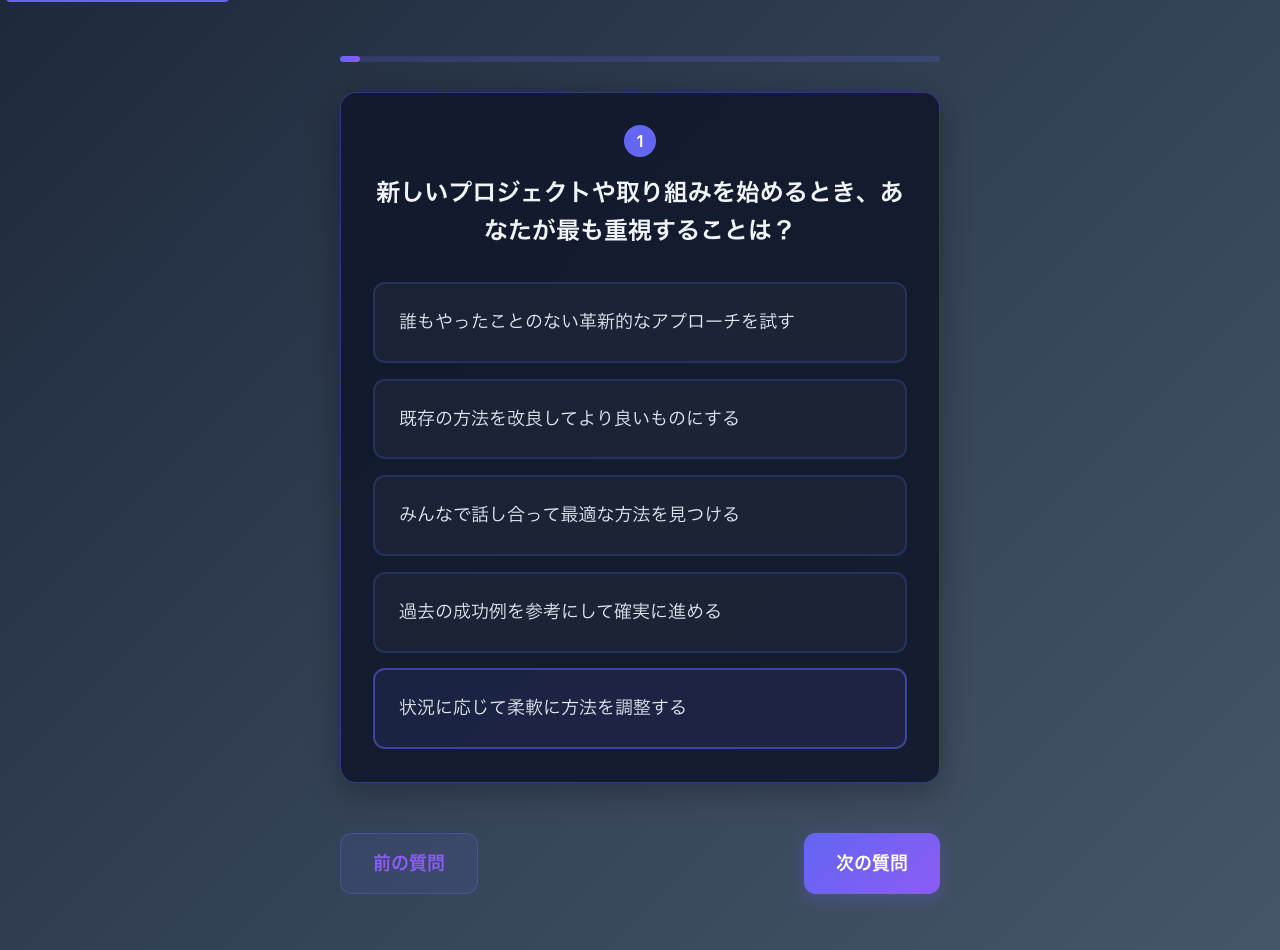 1
新しいプロジェクトや取り組みを始めるとき、あ
なたが最も重視することは？
誰もやったことのない革新的なアプローチを試す
既存の方法を改良してより良いものにする
みんなで話し合って最適な方法を見つける
過去の成功例を参考にして確実に進める
状況に応じて柔軟に方法を調整する
前の質問
次の質問